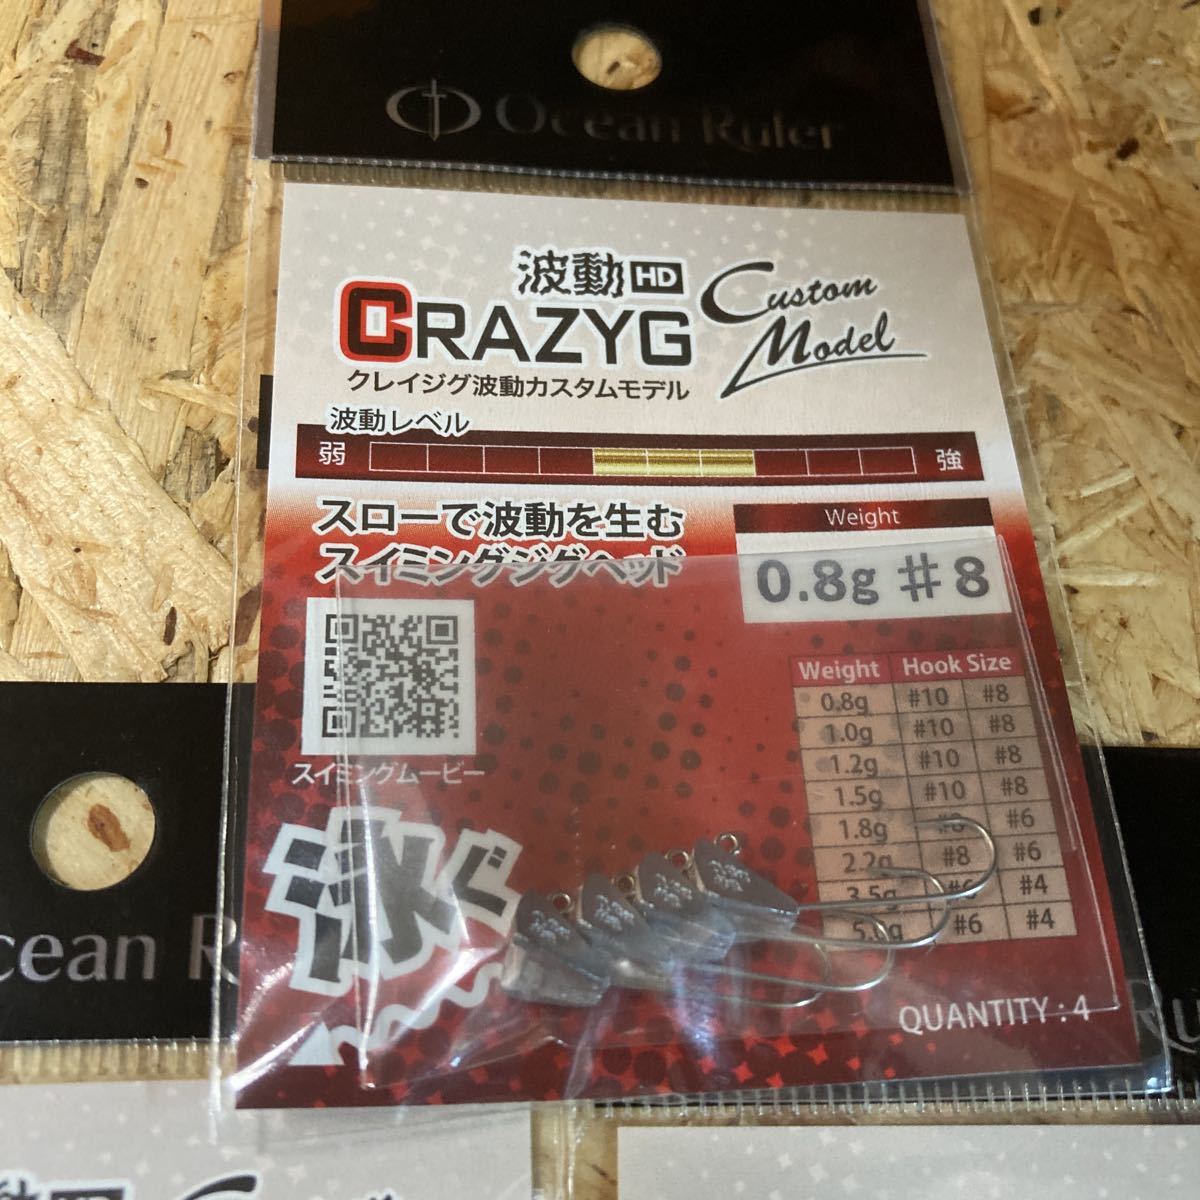 Ocean Ruler
波動HD
CRAZYG Custom Model
クレイジグ波動カスタムモデル
波動レベル
弱 強
スローで波動を生む
スイミングジグヘッド
Weight
0.8g #8
スイミングムービー
Weight Hook Size
0.8g #10 #8
1.0g #10 #8
1.2g #10 #8
1.5g #10 #8
1.8g #8 #6
2.2g #8 #6
3.5g #6 #4
5.0g #6 #4
泳ぐ
QUANTITY : 4
cean R
Ru